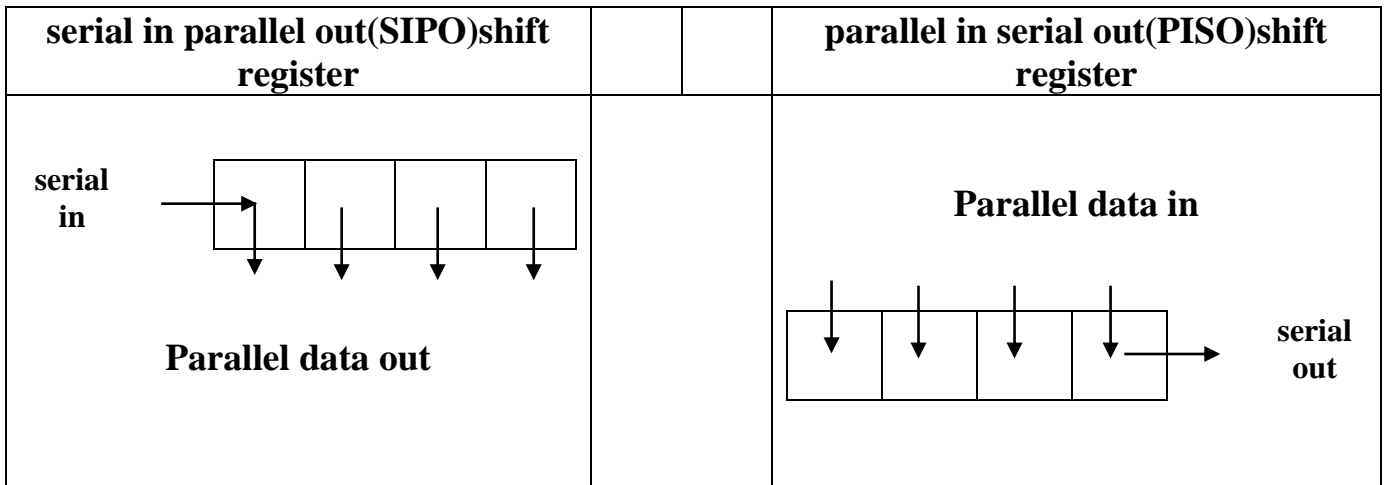 serial in parallel out(SIPO)shift
register
parallel in serial out(PISO)shift
register
serial
in
Parallel data out
Parallel data in
serial
out